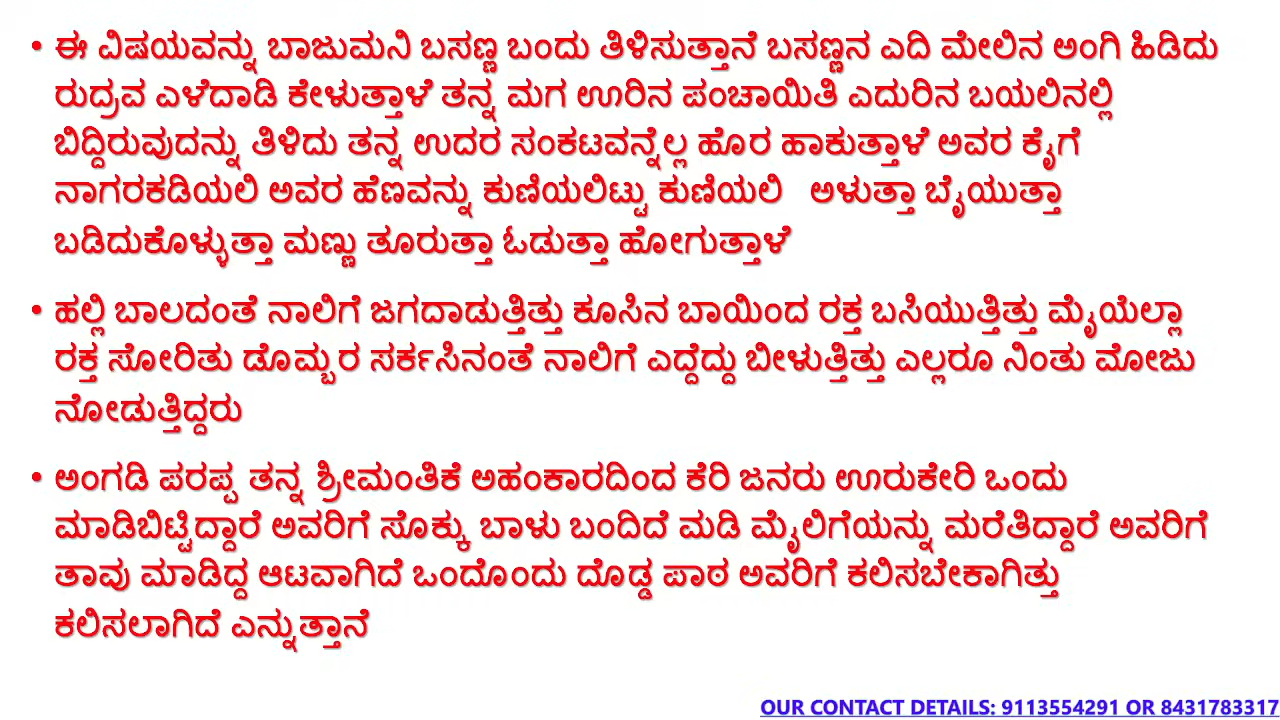 • ಈ ವಿಷಯವನ್ನು ಬಾಜುಮನಿ ಬಸಣ್ಣ ಬಂದು ತಿಳಿಸುತ್ತಾನೆ ಬಸಣ್ಣನ ಎದಿ ಮೇಲಿನ ಅಂಗಿ ಹಿಡಿದು
ರುದ್ರವ ಎಳೆದಾಡಿ ಕೇಳುತ್ತಾಳೆ ತನ್ನ ಮಗ ಊರಿನ ಪಂಚಾಯಿತಿ ಎದುರಿನ ಬಯಲಿನಲ್ಲಿ
ಬಿದ್ದಿರುವುದನ್ನು ತಿಳಿದು ತನ್ನ ಉದರ ಸಂಕಟವನ್ನೆಲ್ಲ ಹೊರ ಹಾಕುತ್ತಾಳೆ ಅವರ ಕೈಗೆ
ನಾಗರಕಡಿಯಲಿ ಅವರ ಹೆಣವನ್ನು ಕುಣಿಯಲಿಟ್ಟು ಕುಣಿಯಲಿ ಅಳುತ್ತಾ ಬೈಯುತ್ತಾ
ಬಡಿದುಕೊಳ್ಳುತ್ತಾ ಮಣ್ಣು ತೂರುತ್ತಾ ಓಡುತ್ತಾ ಹೋಗುತ್ತಾಳೆ
• ಹಲ್ಲಿ ಬಾಲದಂತೆ ನಾಲಿಗೆ ಜಗದಾಡುತ್ತಿತ್ತು ಕೂಸಿನ ಬಾಯಿಂದ ರಕ್ತ ಬಸಿಯುತ್ತಿತ್ತು ಮೈಯೆಲ್ಲಾ
ರಕ್ತ ಸೋರಿತು ಡೊಮ್ಬರ ಸರ್ಕಸಿನಂತೆ ನಾಲಿಗೆ ಎದ್ದೆದ್ದು ಬೀಳುತ್ತಿತ್ತು ಎಲ್ಲರೂ ನಿಂತು ಮೋಜು
ನೋಡುತ್ತಿದ್ದರು
• ಅಂಗಡಿ ಪರಪ್ಪ ತನ್ನ ಶ್ರೀಮಂತಿಕೆ ಅಹಂಕಾರದಿಂದ ಕೆರಿ ಜನರು ಊರುಕೇರಿ ಒಂದು
ಮಾಡಿಬಿಟ್ಟಿದ್ದಾರೆ ಅವರಿಗೆ ಸೊಕ್ಕು ಬಾಳು ಬಂದಿದೆ ಮಡಿ ಮೈಲಿಗೆಯನ್ನು ಮರೆತಿದ್ದಾರೆ ಅವರಿಗೆ
ತಾವು ಮಾಡಿದ್ದ ಆಟವಾಗಿದೆ ಒಂದೊಂದು ದೊಡ್ಡ ಪಾಠ ಅವರಿಗೆ ಕಲಿಸಬೇಕಾಗಿತ್ತು
ಕಲಿಸಲಾಗಿದೆ ಎನ್ನುತ್ತಾನೆ
OUR CONTACT DETAILS: 9113554291 OR 8431783317